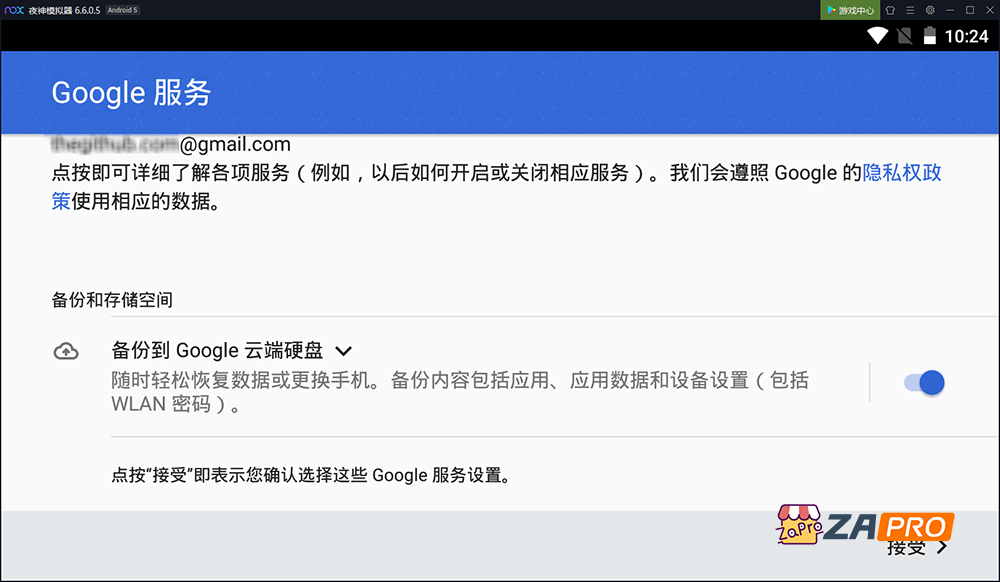 nox 夜神模拟器 6.6.0.5 Android 5 游戏中心
10:24
Google 服务
@gmail.com
点按即可详细了解各项服务（例如，以后如何开启或关闭相应服务）。我们会遵照 Google 的隐私权政
策使用相应的数据。
备份和存储空间
备份到 Google 云端硬盘
随时轻松恢复数据或更换手机。备份内容包括应用、应用数据和设备设置（包括
WLAN 密码）。
点按“接受”即表示您确认选择这些 Google 服务设置。
ZaPro ZAPRO
接受